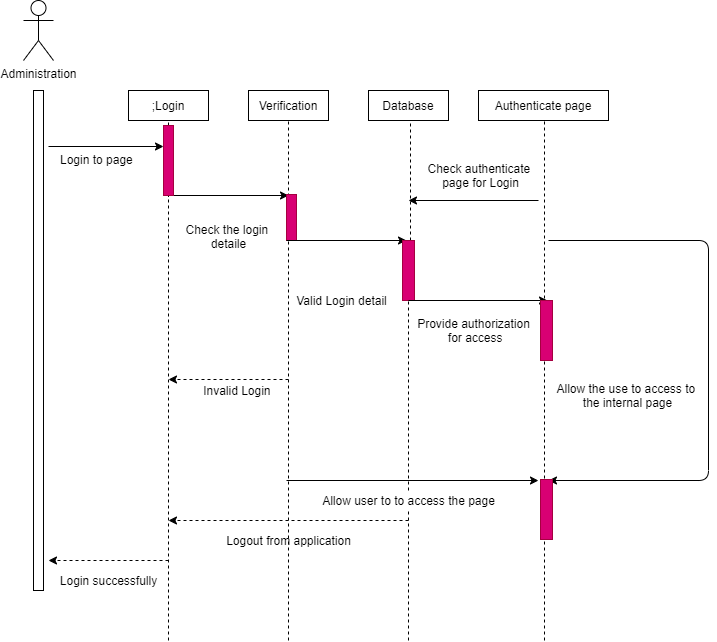 Administration
;Login
Verification
Database
Authenticate page
Login to page
Check authenticate
page for Login
Check the login
detaile
Valid Login detail
Provide authorization
for access
Invalid Login
Allow the use to access to
the internal page
Allow user to to access the page
Logout from application
Login successfully